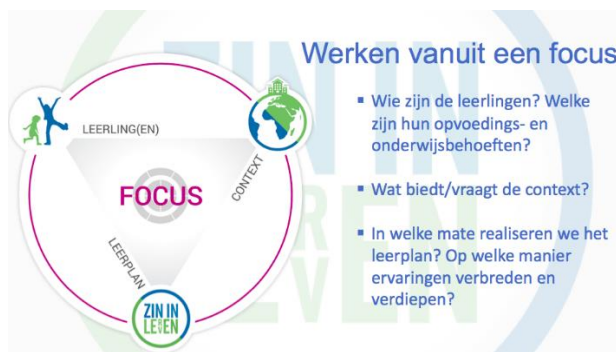 Werken vanuit een focus
LEERLING(EN)
CONTEXT
FOCUS
LEERPLAN
ZIN IN
LEREN
LEVEN
▪ Wie zijn de leerlingen? Welke
zijn hun opvoedings- en
onderwijsbehoeften?
▪ Wat biedt/vraagt de context?
▪ In welke mate realiseren we het
leerplan? Op welke manier
ervaringen verbreden en
verdiepen?